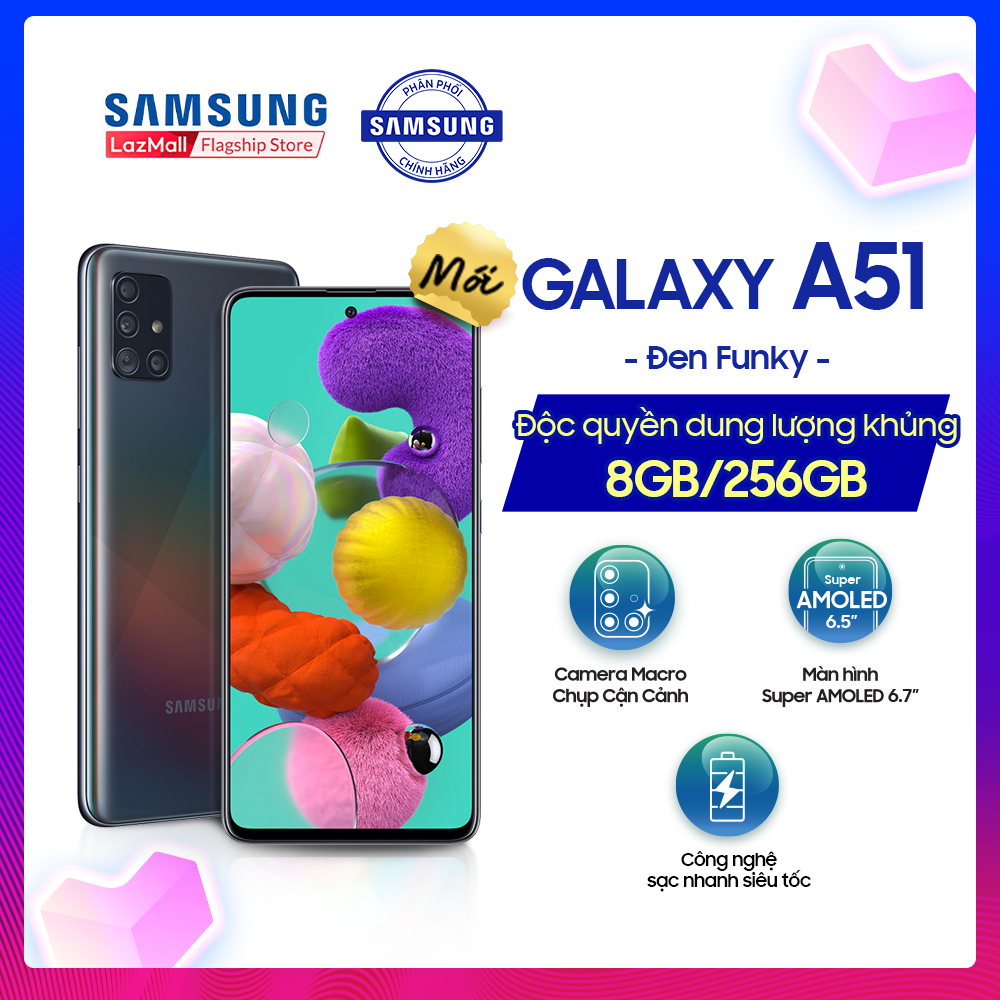 SAMSUNG
LazMall Flagship Store
PHÂN PHỐI
SAMSUNG
CHÍNH HÃNG
Mới
GALAXY A51
- Đen Funky -
Độc quyền dung lượng khủng
8GB/256GB
Camera Macro
Chụp Cận Cảnh
Super
AMOLED
6.5”
Màn hình
Super AMOLED 6.7”
Công nghệ
sạc nhanh siêu tốc
SAMSU